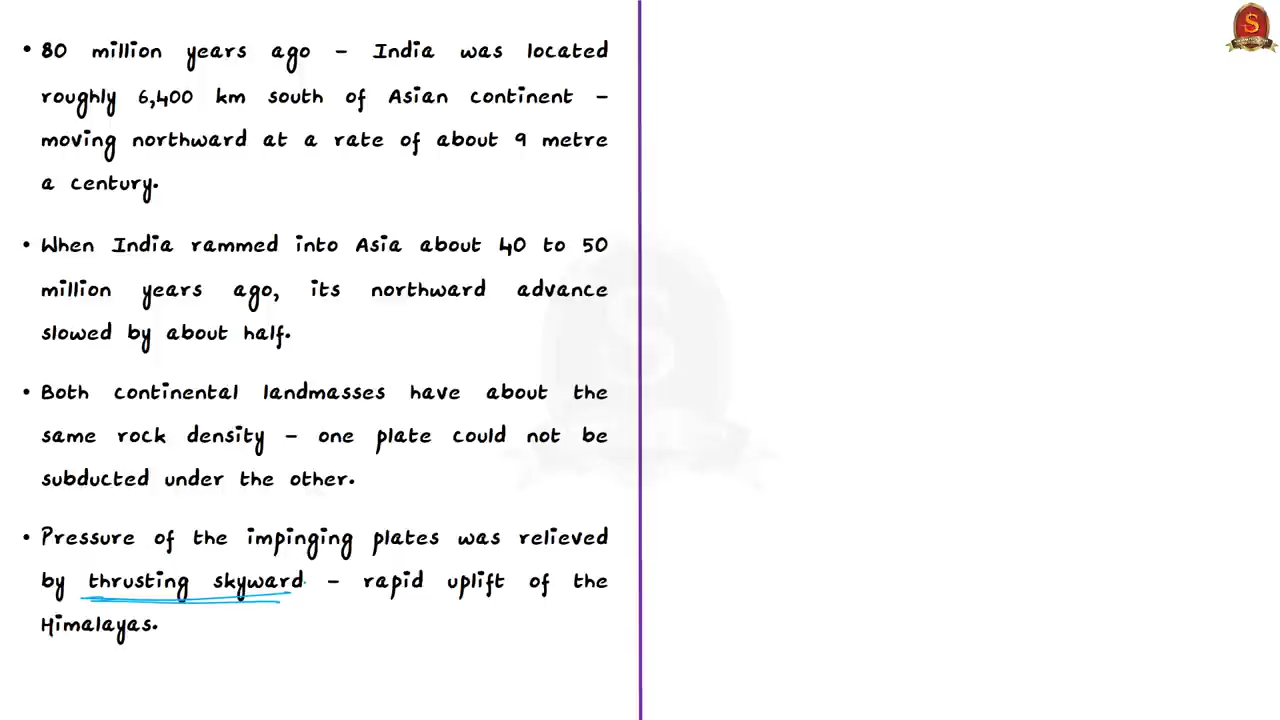 • 80 million years ago – India was located
roughly 6,400 km south of Asian continent –
moving northward at a rate of about 9 metre
a century.
• When India rammed into Asia about 40 to 50
million years ago, its northward advance
slowed by about half.
• Both continental landmasses have about the
same rock density – one plate could not be
subducted under the other.
• Pressure of the impinging plates was relieved
by thrusting skyward – rapid uplift of the
Himalayas.
S